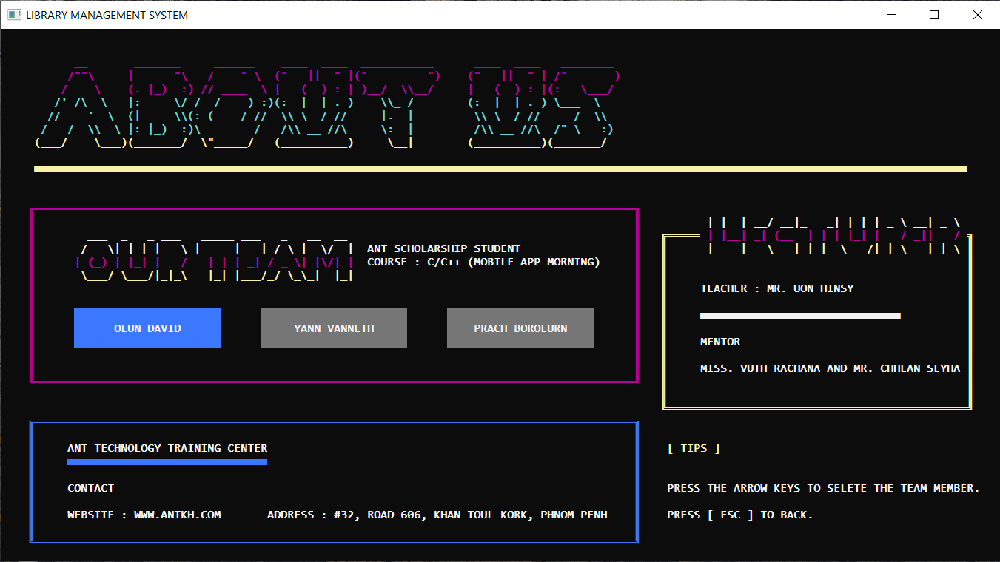 LIBRARY MANAGEMENT SYSTEM
ABOUT US
OUR TEAM
ANT SCHOLARSHIP STUDENT
COURSE : C/C++ (MOBILE APP MORNING)
OEUN DAVID
YANN VANNETH
PRACH BOROEURN
LECTURER
TEACHER : MR. UON HINSY
MENTOR
MISS. VUTH RACHANA AND MR. CHHEAN SEYHA
ANT TECHNOLOGY TRAINING CENTER
CONTACT
WEBSITE : WWW.ANTKH.COM ADDRESS : #32, ROAD 606, KHAN TOUL KORK, PHNOM PENH
[ TIPS ]
PRESS THE ARROW KEYS TO SELETE THE TEAM MEMBER.
PRESS [ ESC ] TO BACK.